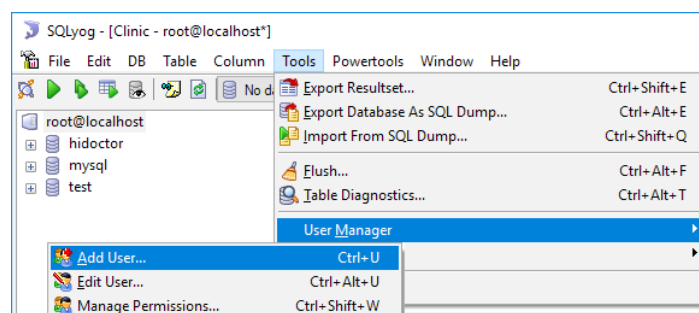 SQLyog - [Clinic - root@localhost*]
File Edit DB Table Column Tools Powertools Window Help
No da
root@localhost
hidoctor
mysql
test
Export Resultset... Ctrl+Shift+E
Export Database As SQL Dump... Ctrl+Alt+E
Import From SQL Dump... Ctrl+Shift+Q
Flush... Ctrl+Alt+F
Table Diagnostics... Ctrl+Alt+T
User Manager
Add User... Ctrl+U
Edit User... Ctrl+Alt+U
Manage Permissions... Ctrl+Shift+W